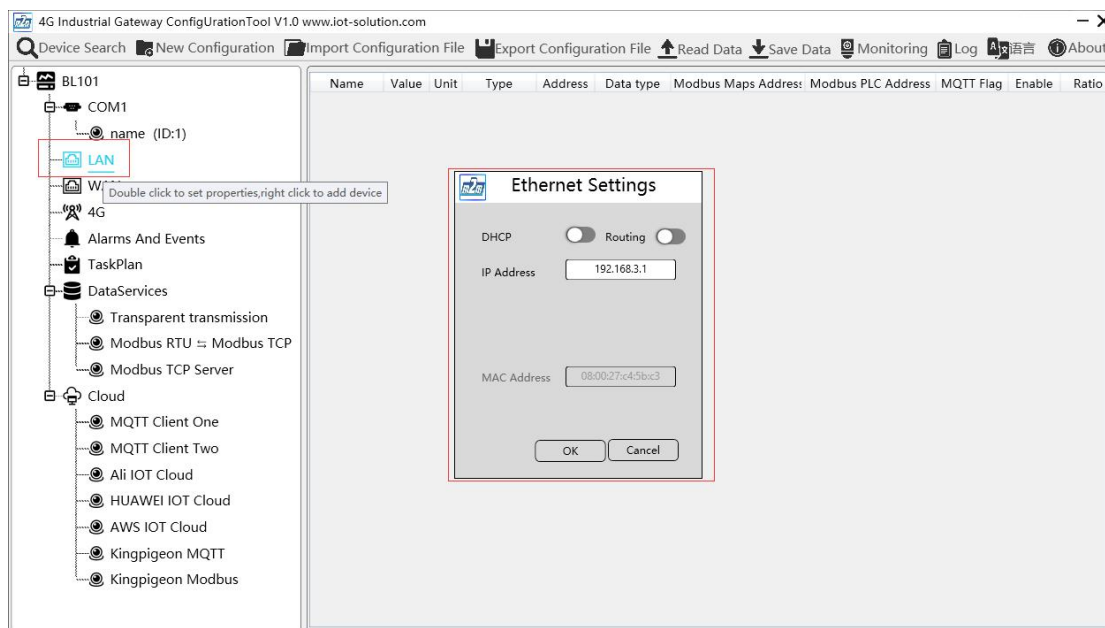 4G Industrial Gateway ConfigUrationTool V1.0 www.iot-solution.com
Device Search New Configuration Import Configuration File Export Configuration File Read Data Save Data Monitoring Log 语言 About
BL101
COM1
name (ID:1)
LAN
Double click to set properties,right click to add device
4G
Alarms And Events
TaskPlan
DataServices
Transparent transmission
Modbus RTU ⇆ Modbus TCP
Modbus TCP Server
Cloud
MQTT Client One
MQTT Client Two
Ali IOT Cloud
HUAWEI IOT Cloud
AWS IOT Cloud
Kingpigeon MQTT
Kingpigeon Modbus
Name Value Unit Type Address Data type Modbus Maps Address Modbus PLC Address MQTT Flag Enable Ratio
Ethernet Settings
DHCP Routing
IP Address 192.168.3.1
MAC Address 08:00:27:c4:5b:c3
OK Cancel